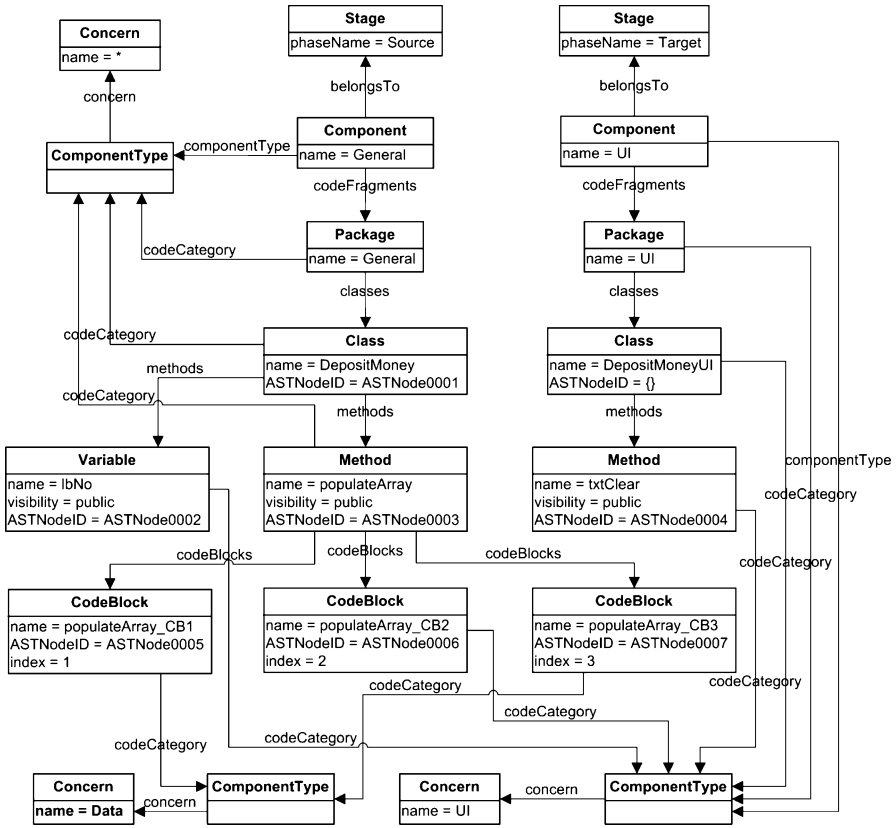 Concern
name = *
Stage
phaseName = Source
Stage
phaseName = Target
concern
belongsTo
belongsTo
ComponentType
componentType
Component
name = General
Component
name = UI
codeFragments
codeFragments
codeCategory
Package
name = General
Package
name = UI
classes
classes
codeCategory
Class
name = DepositMoney
ASTNodeID = ASTNode0001
Class
name = DepositMoneyUI
ASTNodeID = {}
methods
codeCategory
methods
methods
Variable
name = lbNo
visibility = public
ASTNodeID = ASTNode0002
Method
name = populateArray
visibility = public
ASTNodeID = ASTNode0003
Method
name = txtClear
visibility = public
ASTNodeID = ASTNode0004
componentType
codeCategory
codeBlocks
codeBlocks
codeBlocks
codeCategory
CodeBlock
name = populateArray_CB1
ASTNodeID = ASTNode0005
index = 1
CodeBlock
name = populateArray_CB2
ASTNodeID = ASTNode0006
index = 2
CodeBlock
name = populateArray_CB3
ASTNodeID = ASTNode0007
index = 3
codeCategory
codeCategory
codeCategory
codeCategory
codeCategory
Concern
name = Data
concern
ComponentType
Concern
name = UI
concern
ComponentType